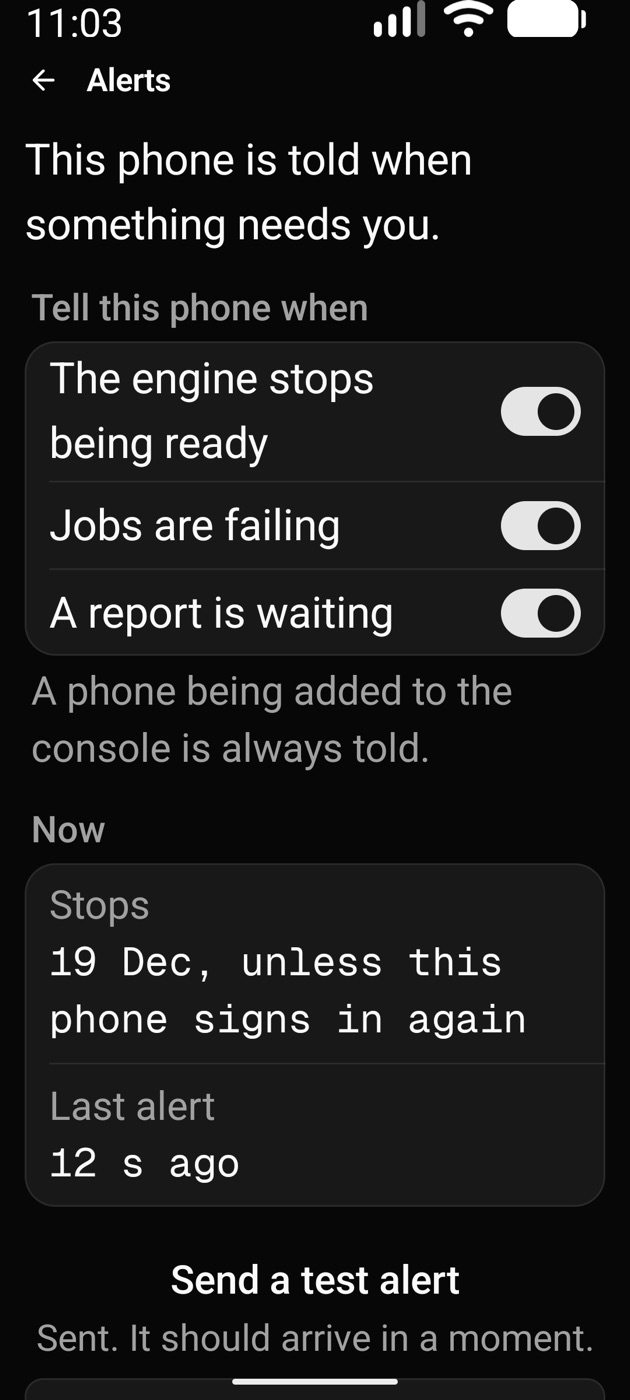 11:03
Alerts
This phone is told when
something needs you.
Tell this phone when
The engine stops
being ready
Jobs are failing
A report is waiting
A phone being added to the
console is always told.
Now
Stops
19 Dec, unless this
phone signs in again
Last alert
12 s ago
Send a test alert
Sent. It should arrive in a moment.